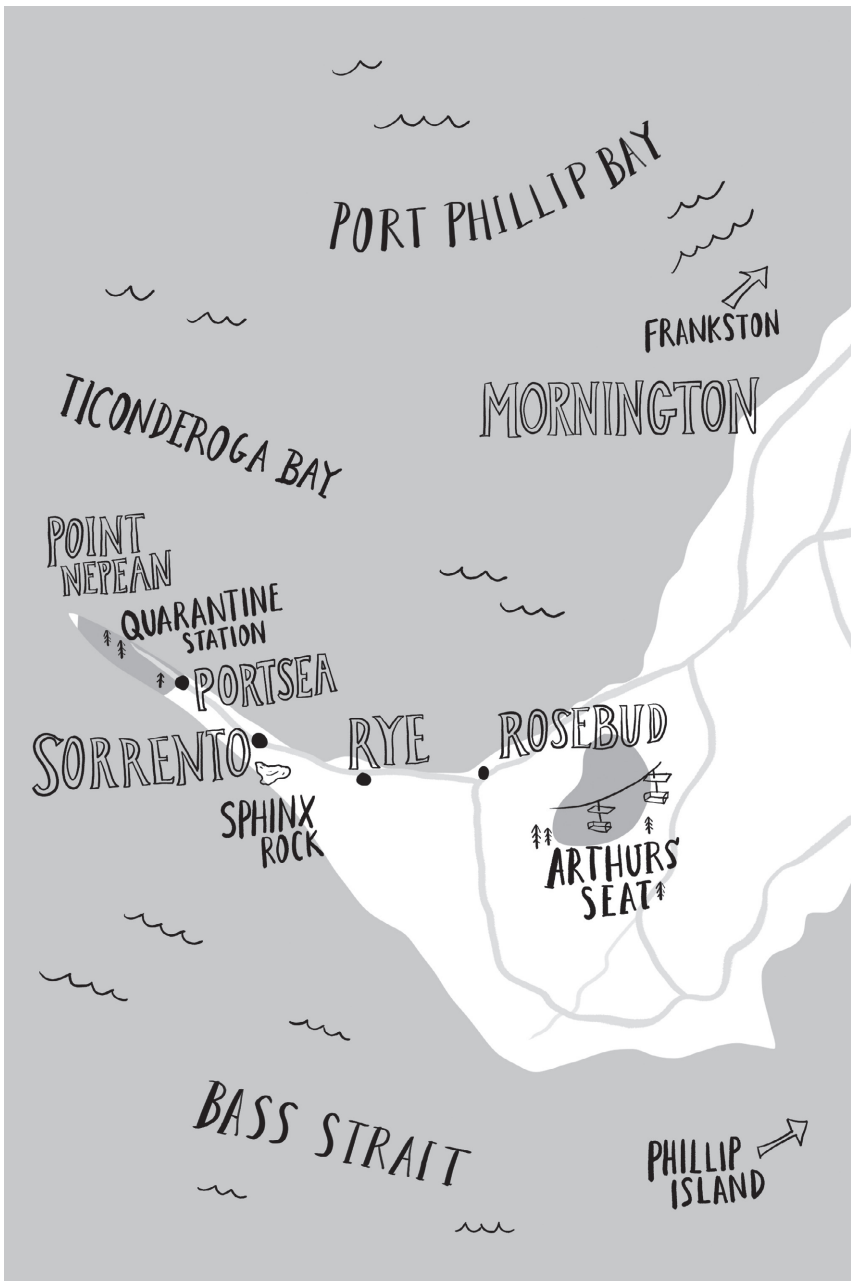 PORT PHILLIP BAY
FRANKSTON
MORNINGTON
TICONDEROGA BAY
POINT
NEPEAN
QUARANTINE
STATION
PORTSEA
SORRENTO
RYE
ROSEBUD
SPHINX
ROCK
ARTHURS
SEAT
BASS STRAIT
PHILLIP
ISLAND